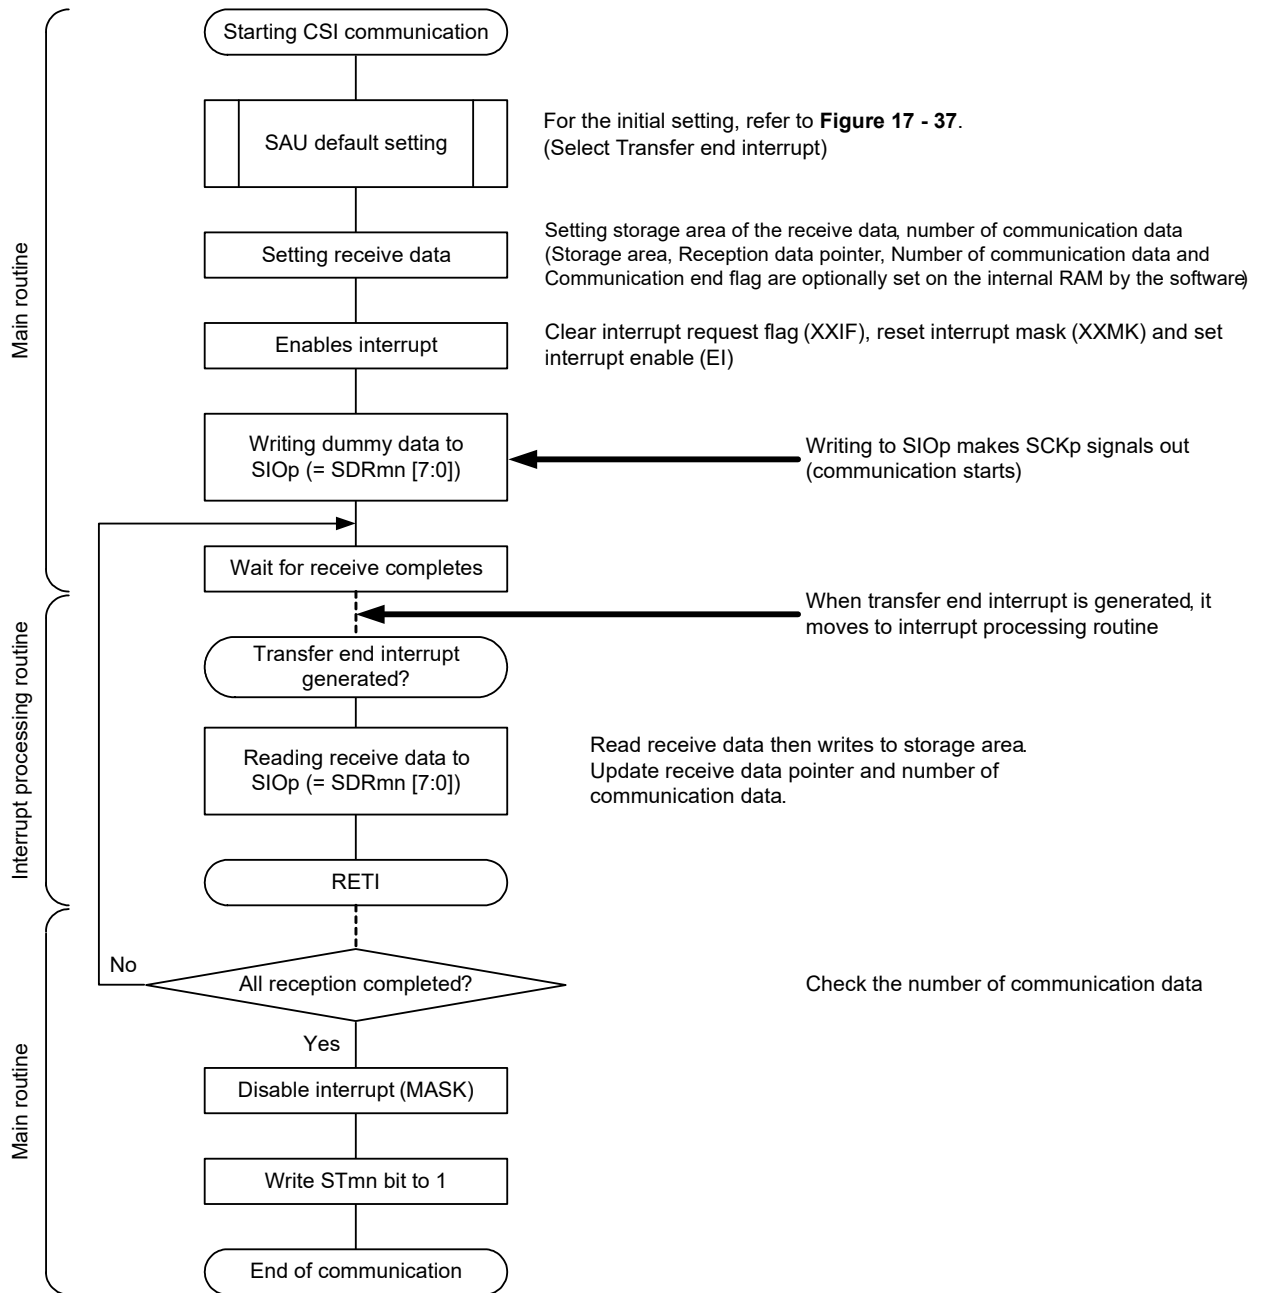 Starting CSI communication
SAU default setting
For the initial setting, refer to Figure 17 - 37.
(Select Transfer end interrupt)
Main routine
Setting receive data
Setting storage area of the receive data, number of communication data
(Storage area, Reception data pointer, Number of communication data and
Communication end flag are optionally set on the internal RAM by the software)
Enables interrupt
Clear interrupt request flag (XXIF), reset interrupt mask (XXMK) and set
interrupt enable (EI)
Writing dummy data to
SIOp (= SDRmn [7:0])
Writing to SIOp makes SCKp signals out
(communication starts)
Wait for receive completes
When transfer end interrupt is generated, it
moves to interrupt processing routine
Interrupt processing routine
Transfer end interrupt
generated?
Reading receive data to
SIOp (= SDRmn [7:0])
Read receive data then writes to storage area.
Update receive data pointer and number of
communication data.
RETI
Main routine
No
All reception completed?
Check the number of communication data
Yes
Disable interrupt (MASK)
Write STmn bit to 1
End of communication